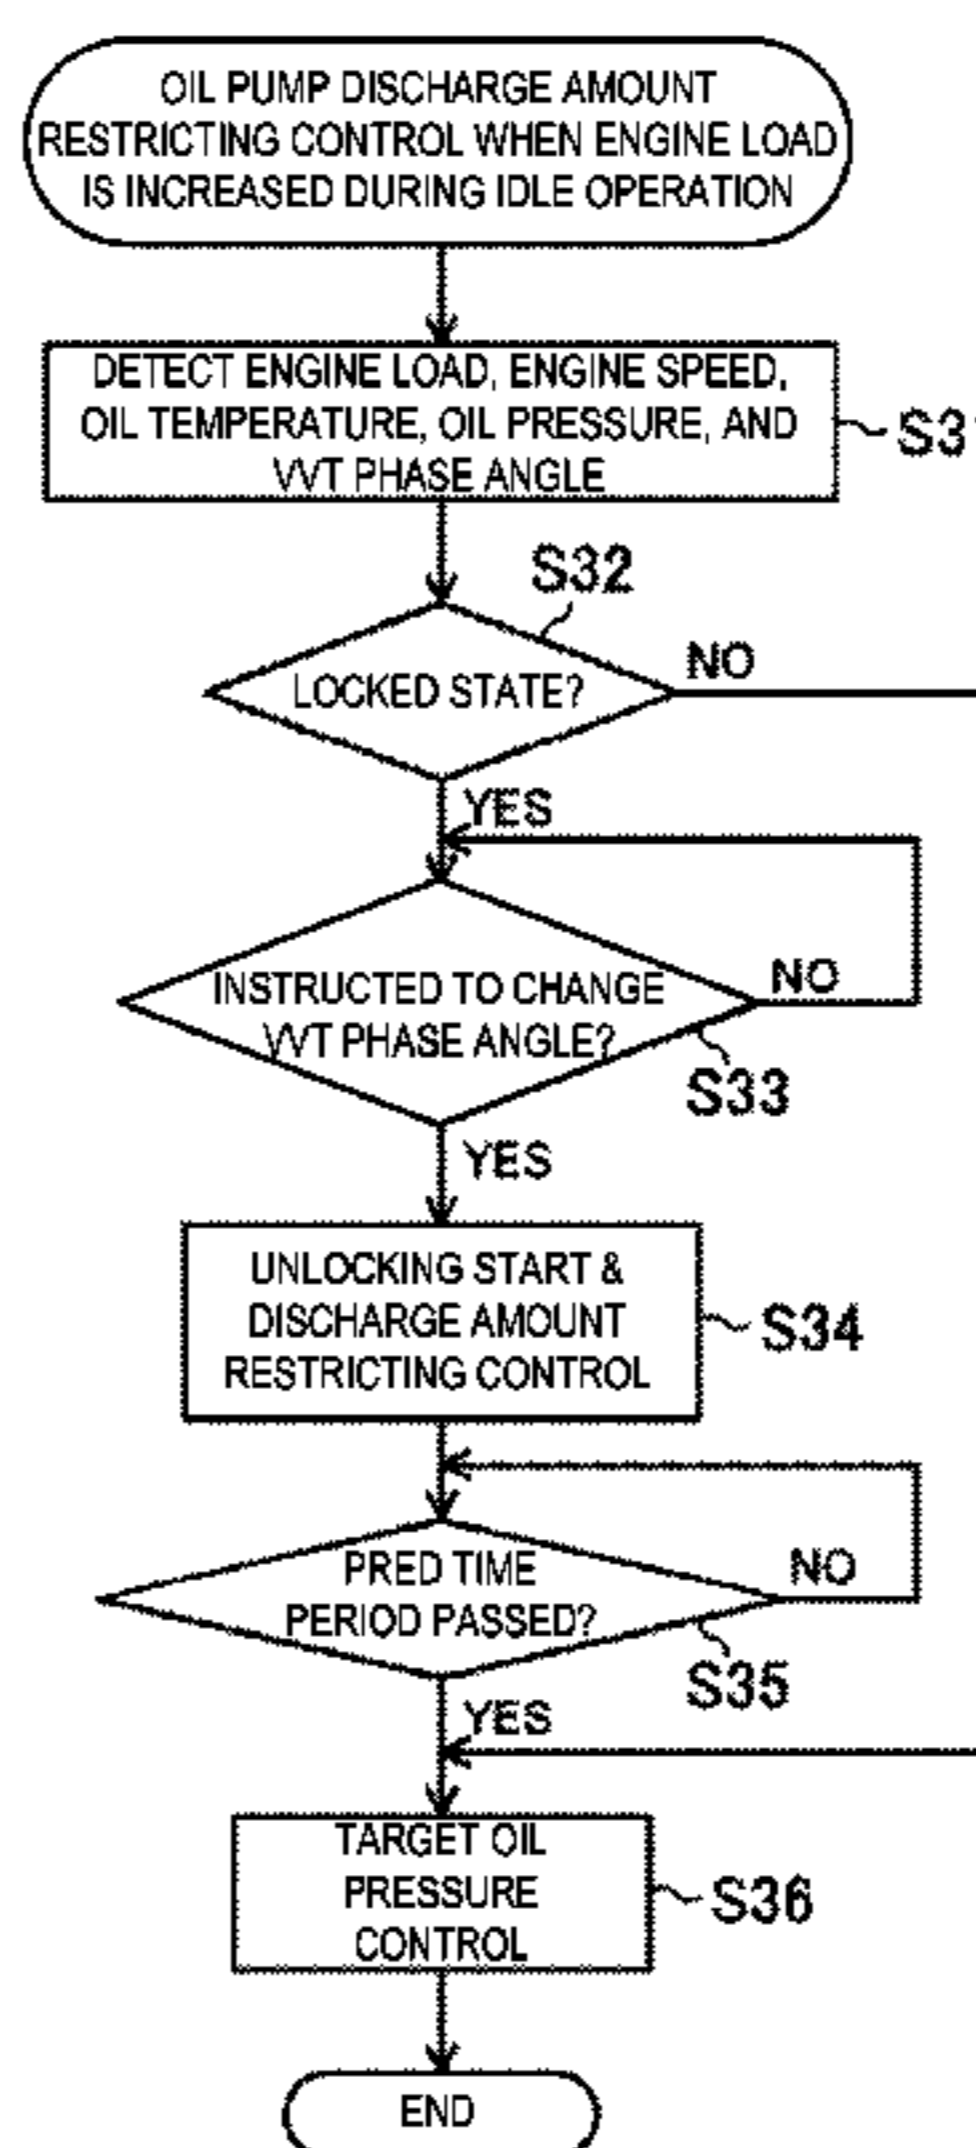 OIL PUMP DISCHARGE AMOUNT
RESTRICTING CONTROL WHEN ENGINE LOAD
IS INCREASED DURING IDLE OPERATION
DETECT ENGINE LOAD, ENGINE SPEED,
OIL TEMPERATURE, OIL PRESSURE, AND
VVT PHASE ANGLE
S31
S32
LOCKED STATE?
NO
YES
INSTRUCTED TO CHANGE
VVT PHASE ANGLE?
NO
S33
YES
UNLOCKING START &
DISCHARGE AMOUNT
RESTRICTING CONTROL
S34
PRED TIME
PERIOD PASSED?
NO
S35
YES
TARGET OIL
PRESSURE
CONTROL
S36
END